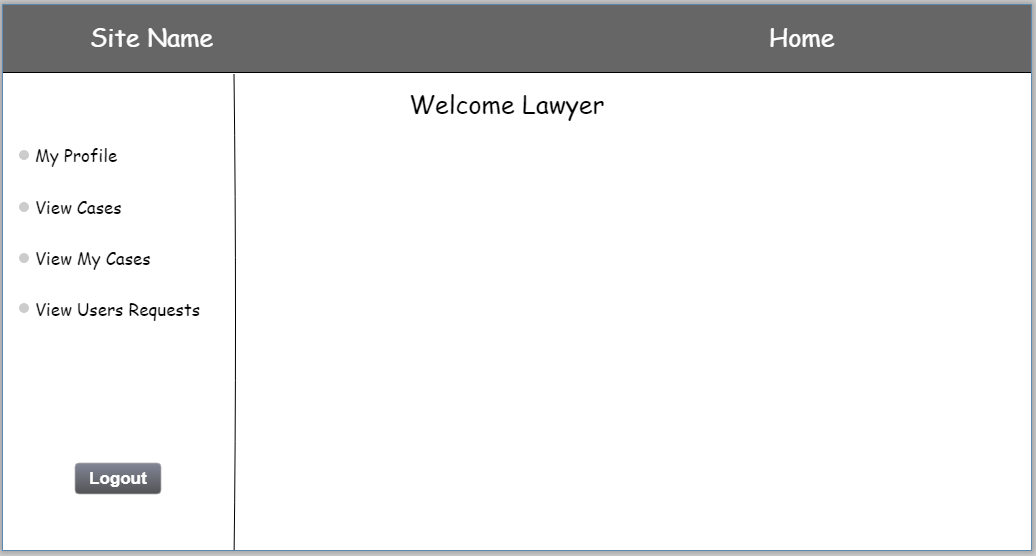 Site Name
Home
Welcome Lawyer
My Profile
View Cases
View My Cases
View Users Requests
Logout